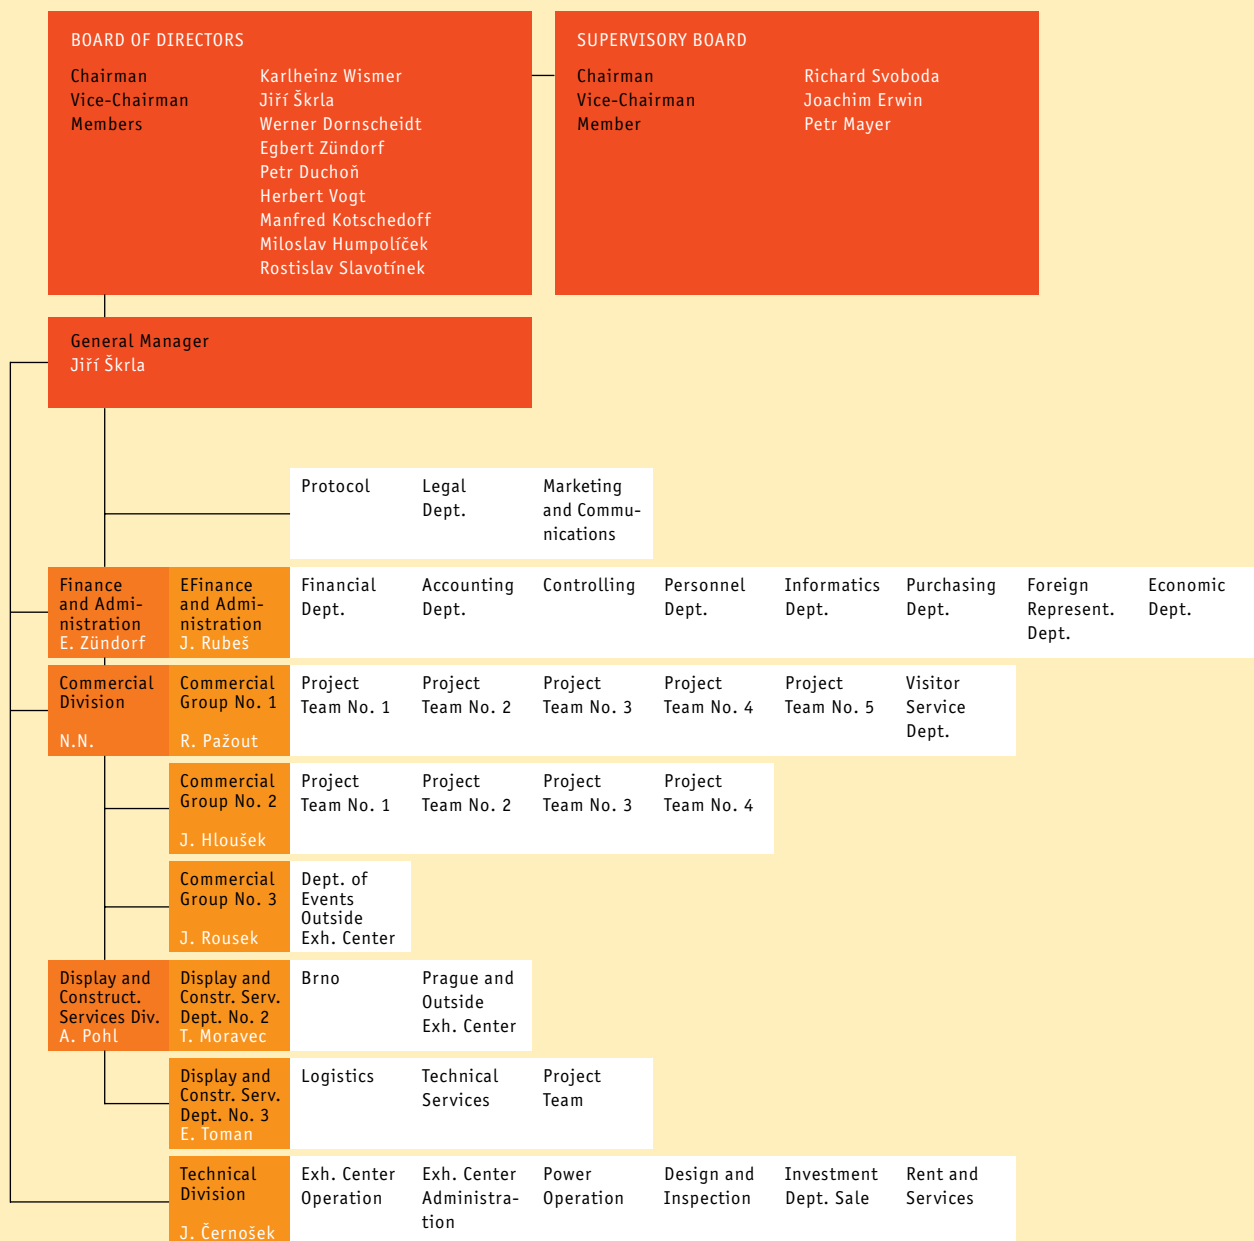 BOARD OF DIRECTORS
Chairman Karlheinz Wismer
Vice-Chairman Jiří Škrla
Members Werner Dornscheidt
Egbert Zündorf
Petr Duchoň
Herbert Vogt
Manfred Kotschedoff
Miloslav Humpolíček
Rostislav Slavotínek
SUPERVISORY BOARD
Chairman Richard Svoboda
Vice-Chairman Joachim Erwin
Member Petr Mayer
General Manager
Jiří Škrla
Protocol
Legal
Dept.
Marketing
and Commu-
nications
Finance
and Admi-
nistration
E. Zündorf
EFinance
and Admi-
nistration
J. Rubeš
Financial
Dept.
Accounting
Dept.
Controlling
Personnel
Dept.
Informatics
Dept.
Purchasing
Dept.
Foreign
Represent.
Dept.
Economic
Dept.
Commercial
Division
N.N.
Commercial
Group No. 1
R. Pažout
Project
Team No. 1
Project
Team No. 2
Project
Team No. 3
Project
Team No. 4
Project
Team No. 5
Visitor
Service
Dept.
Commercial
Group No. 2
J. Hloušek
Project
Team No. 1
Project
Team No. 2
Project
Team No. 3
Project
Team No. 4
Commercial
Group No. 3
J. Rousek
Dept. of
Events
Outside
Exh. Center
Display and
Construct.
Services Div.
A. Pohl
Display and
Constr. Serv.
Dept. No. 2
T. Moravec
Brno
Prague and
Outside
Exh. Center
Display and
Constr. Serv.
Dept. No. 3
E. Toman
Logistics
Technical
Services
Project
Team
Technical
Division
J. Černošek
Exh. Center
Operation
Exh. Center
Administra-
tion
Power
Operation
Design and
Inspection
Investment
Dept. Sale
Rent and
Services